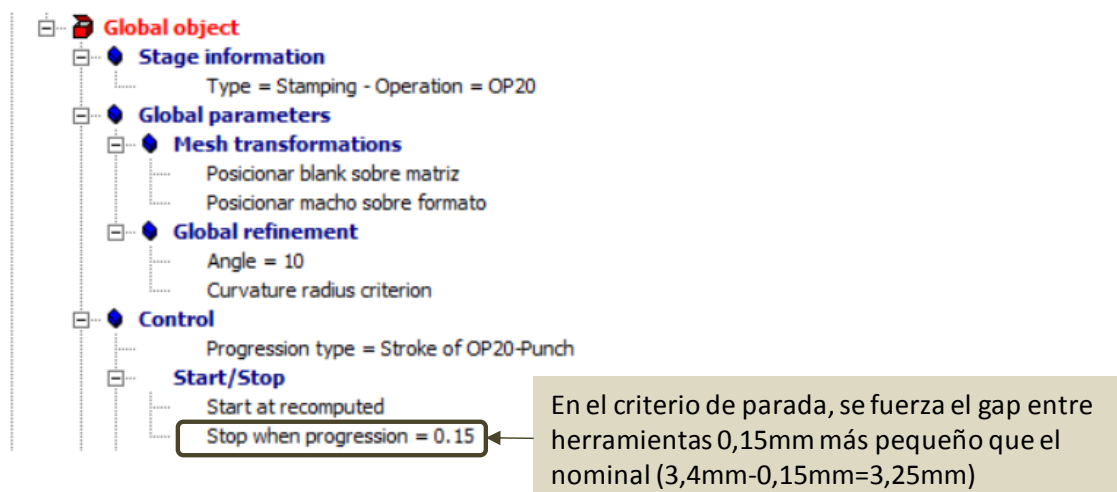 Global object
Stage information
Type = Stamping - Operation = OP20
Global parameters
Mesh transformations
Posicionar blank sobre matriz
Posicionar macho sobre formato
Global refinement
Angle = 10
Curvature radius criterion
Control
Progression type = Stroke of OP20-Punch
Start/Stop
Start at recomputed
Stop when progression = 0.15
En el criterio de parada, se fuerza el gap entre
herramientas 0,15mm más pequeño que el
nominal (3,4mm-0,15mm=3,25mm)